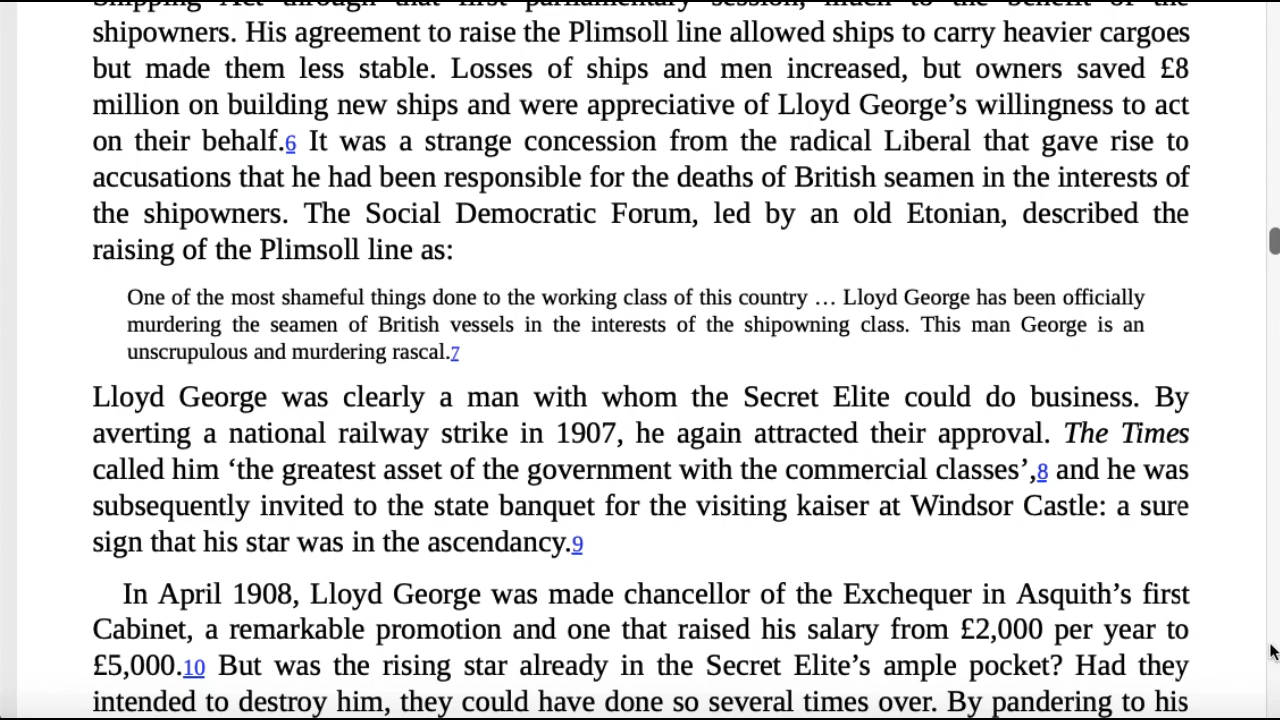 Shipping Act through that first parliamentary session, much to the benefit of the
shipowners. His agreement to raise the Plimsoll line allowed ships to carry heavier cargoes
but made them less stable. Losses of ships and men increased, but owners saved £8
million on building new ships and were appreciative of Lloyd George’s willingness to act
on their behalf.6 It was a strange concession from the radical Liberal that gave rise to
accusations that he had been responsible for the deaths of British seamen in the interests of
the shipowners. The Social Democratic Forum, led by an old Etonian, described the
raising of the Plimsoll line as:
One of the most shameful things done to the working class of this country … Lloyd George has been officially
murdering the seamen of British vessels in the interests of the shipowning class. This man George is an
unscrupulous and murdering rascal.7
Lloyd George was clearly a man with whom the Secret Elite could do business. By
averting a national railway strike in 1907, he again attracted their approval. The Times
called him ‘the greatest asset of the government with the commercial classes’,8 and he was
subsequently invited to the state banquet for the visiting kaiser at Windsor Castle: a sure
sign that his star was in the ascendancy.9
In April 1908, Lloyd George was made chancellor of the Exchequer in Asquith’s first
Cabinet, a remarkable promotion and one that raised his salary from £2,000 per year to
£5,000.10 But was the rising star already in the Secret Elite’s ample pocket? Had they
intended to destroy him, they could have done so several times over. By pandering to his